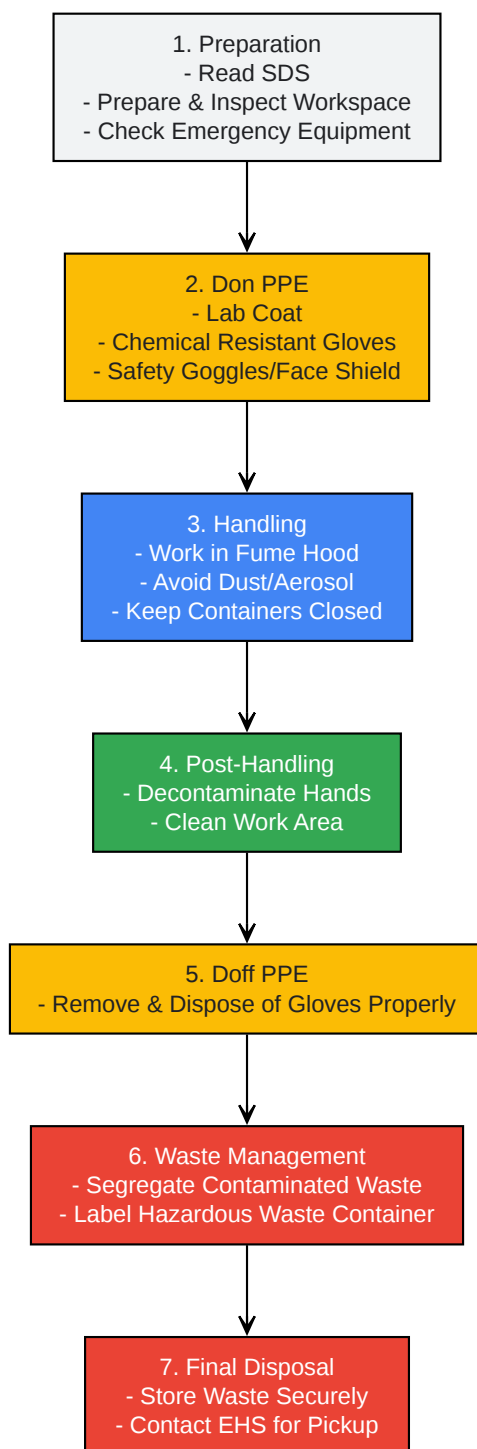 1. Preparation
- Read SDS
- Prepare & Inspect Workspace
- Check Emergency Equipment
2. Don PPE
- Lab Coat
- Chemical Resistant Gloves
- Safety Goggles/Face Shield
3. Handling
- Work in Fume Hood
- Avoid Dust/Aerosol
- Keep Containers Closed
4. Post-Handling
- Decontaminate Hands
- Clean Work Area
5. Doff PPE
- Remove & Dispose of Gloves Properly
6. Waste Management
- Segregate Contaminated Waste
- Label Hazardous Waste Container
7. Final Disposal
- Store Waste Securely
- Contact EHS for Pickup